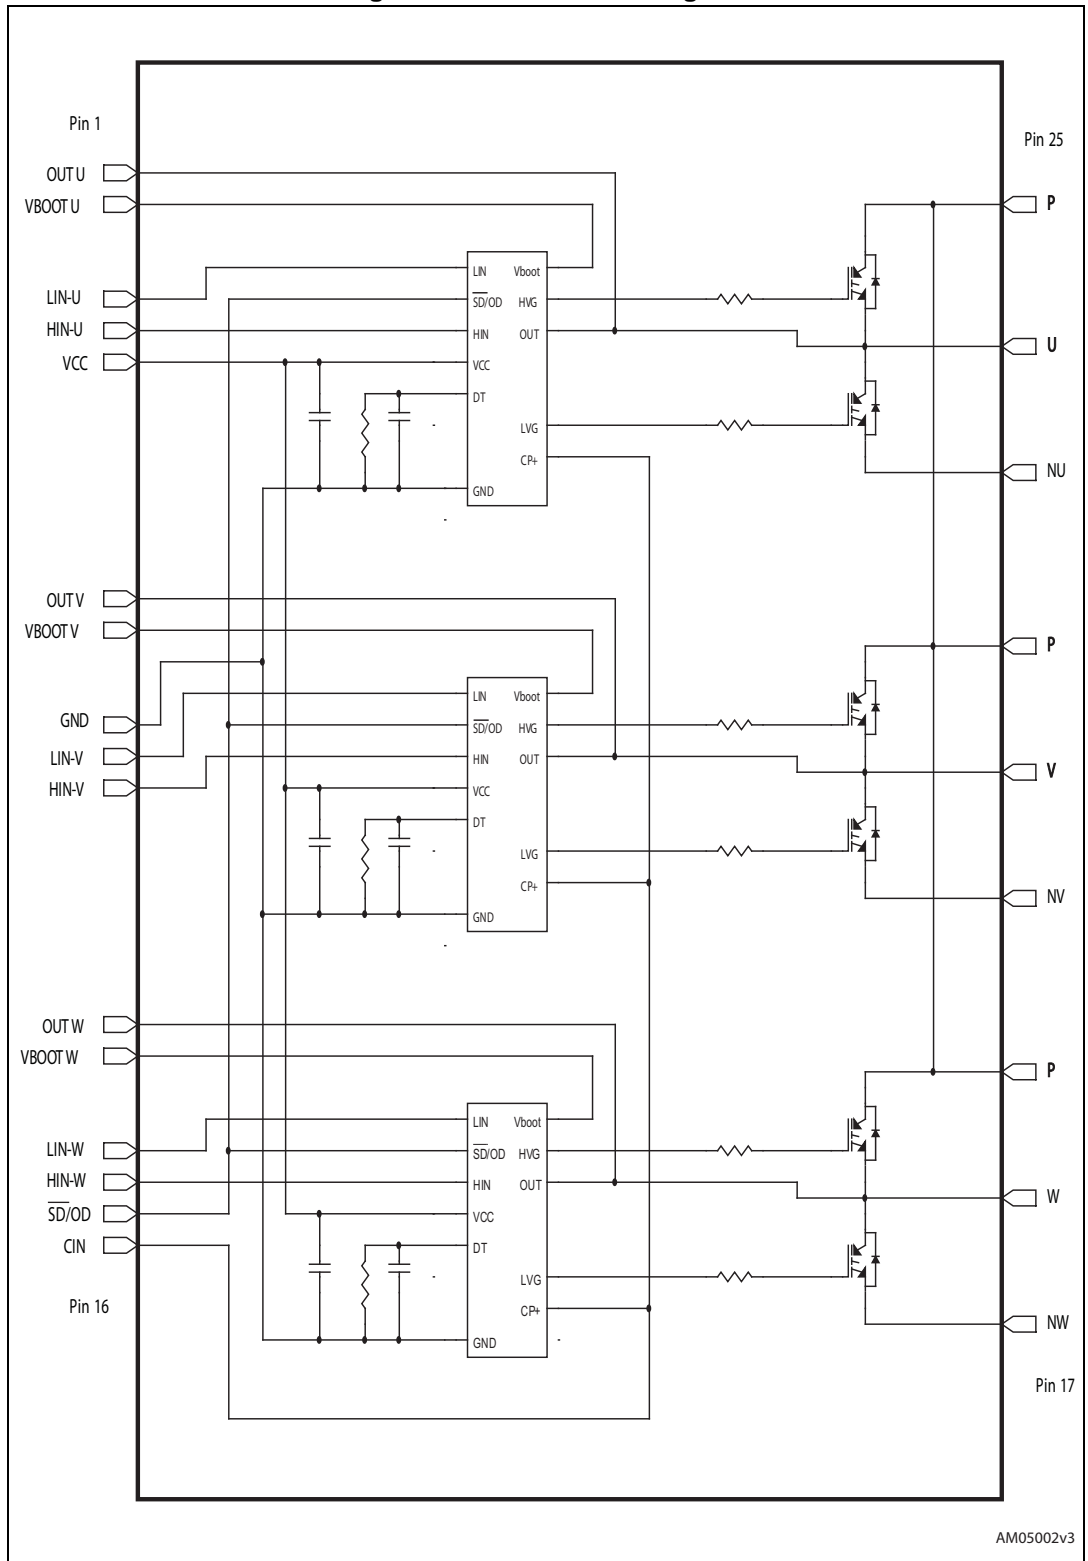 Pin 1
Pin 25
OUT U
VBOOT U
P
LIN-U
HIN-U
VCC
LIN
Vboot
SD/OD
HVG
HIN
OUT
VCC
DT
LVG
CP+
GND
U
NU
OUT V
VBOOT V
P
GND
LIN-V
HIN-V
LIN
Vboot
SD/OD
HVG
HIN
OUT
VCC
DT
LVG
CP+
GND
V
NV
OUT W
VBOOT W
P
LIN-W
HIN-W
SD/OD
CIN
LIN
Vboot
SD/OD
HVG
HIN
OUT
VCC
DT
LVG
CP+
GND
W
NW
Pin 16
Pin 17
AM05002v3